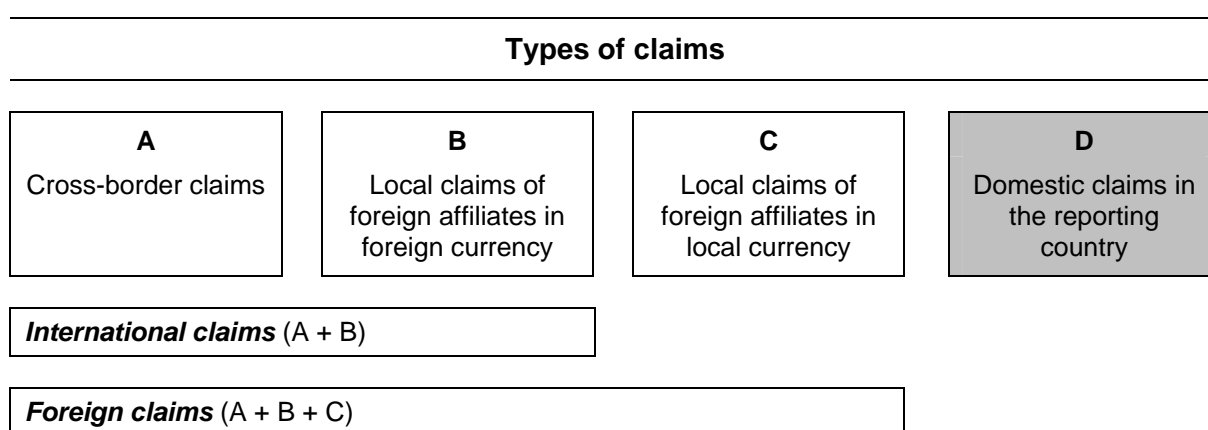 Types of claims
A
Cross-border claims
B
Local claims of
foreign affiliates in
foreign currency
C
Local claims of
foreign affiliates in
local currency
D
Domestic claims in
the reporting
country
International claims (A + B)
Foreign claims (A + B + C)